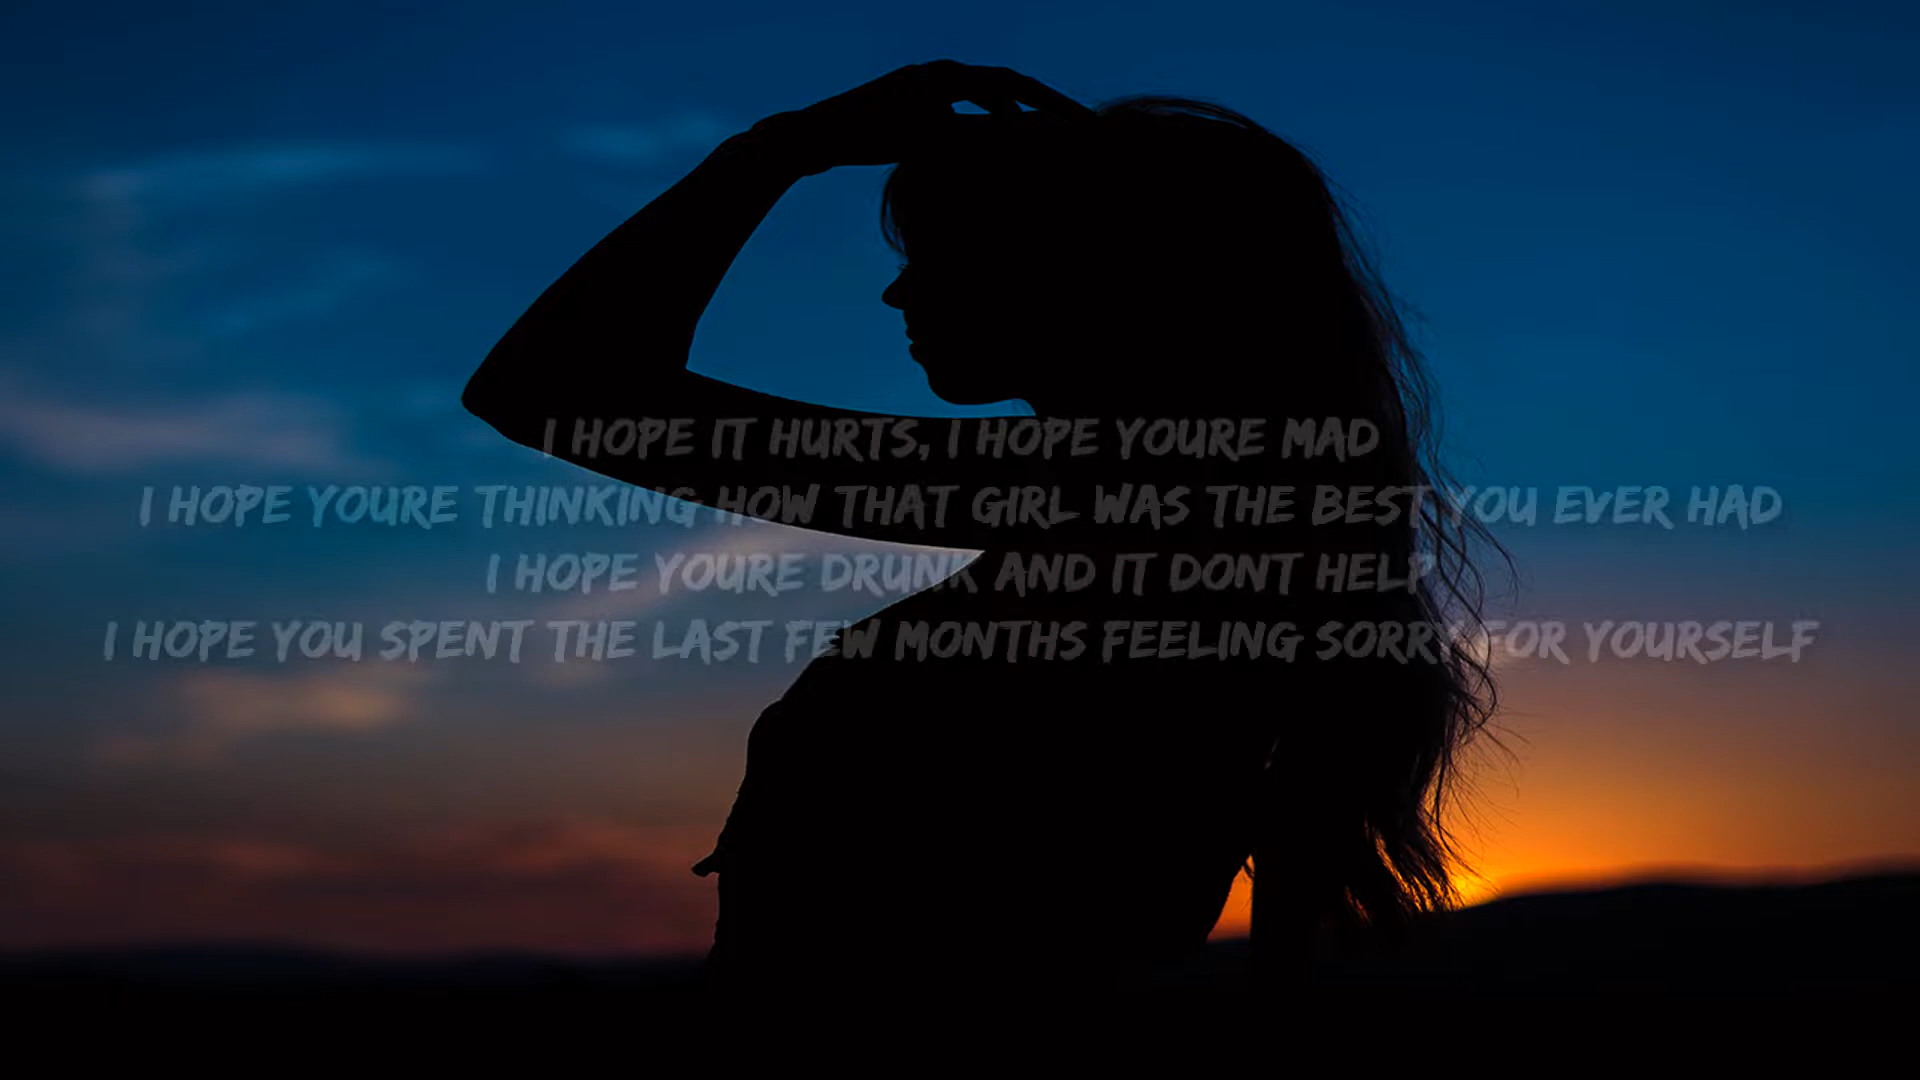 I HOPE IT HURTS, I HOPE YOURE MAD
I HOPE YOURE THINKING HOW THAT GIRL WAS THE BEST YOU EVER HAD
I HOPE YOURE DRUNK AND IT DONT HELP
I HOPE YOU SPENT THE LAST FEW MONTHS FEELING SORRY FOR YOURSELF